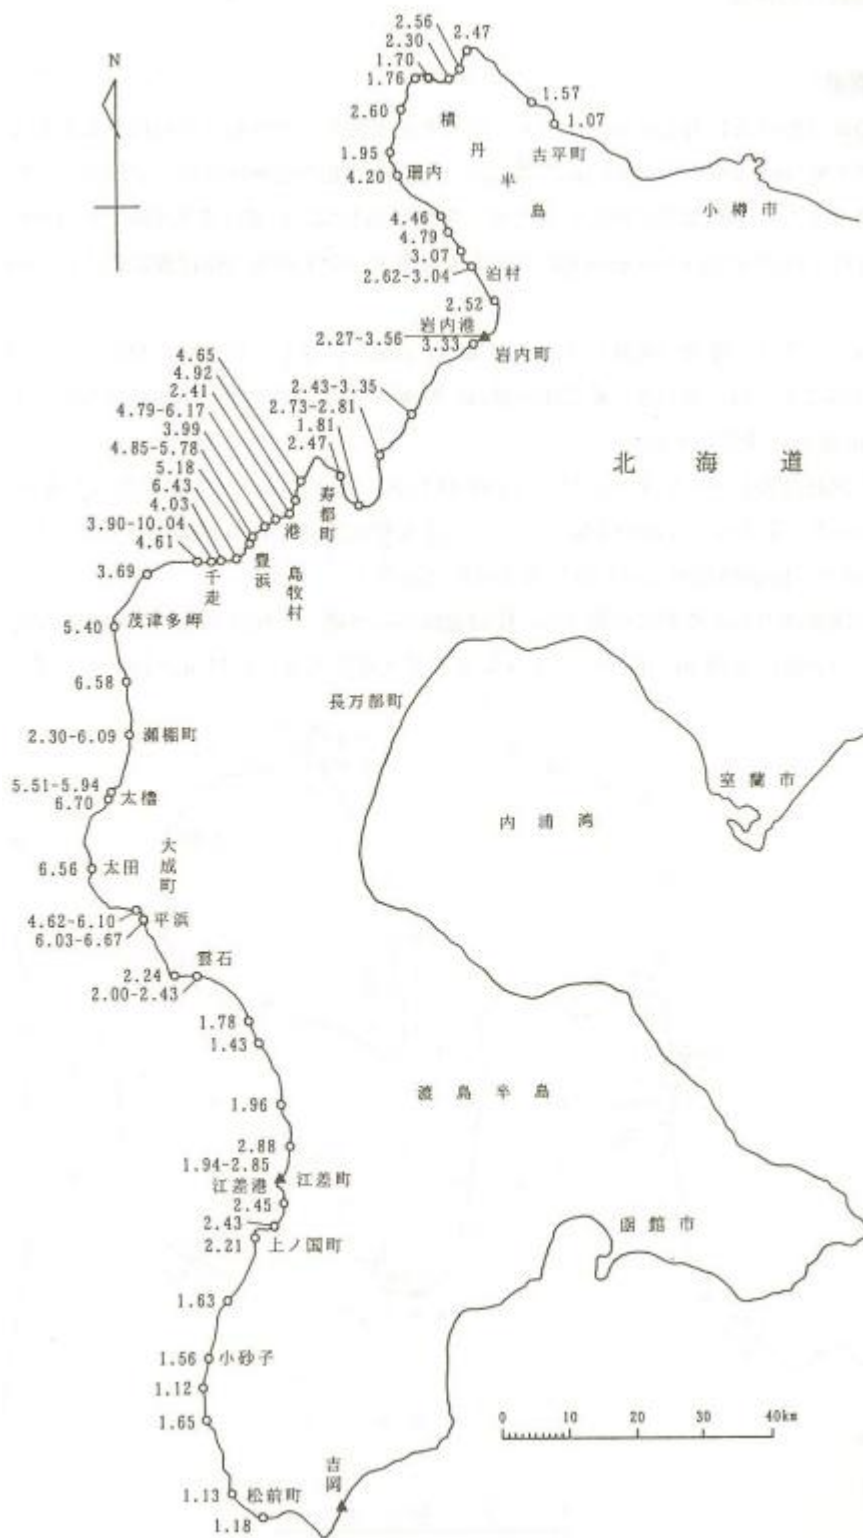 N
2.56
2.47
2.30
1.70
1.76
2.60
1.57
1.07
積丹半島
古平町
1.95
4.20
珊内
小樽市
4.46
4.79
3.07
2.62-3.04
泊村
2.52
岩内港
2.27-3.56
3.33
岩内町
4.65
4.92
2.41
4.79-6.17
3.99
4.85-5.78
5.18
6.43
4.03
3.90-10.04
4.61
2.43-3.35
2.73-2.81
1.81
2.47
寿都町
港
豊浜
島牧村
千走
北海道
3.69
茂津多岬
5.40
6.58
長万部町
2.30-6.09
瀬棚町
5.51-5.94
6.70
太櫓
室蘭市
内浦湾
大成町
6.56
太田
4.62-6.10
平浜
6.03-6.67
雲石
2.24
2.00-2.43
1.78
1.43
1.96
渡島半島
2.88
1.94-2.85
江差港
江差町
2.45
2.43
2.21
上ノ国町
函館市
1.63
1.56
小砂子
1.12
1.65
0 10 20 30 40km
吉岡
1.13
松前町
1.18